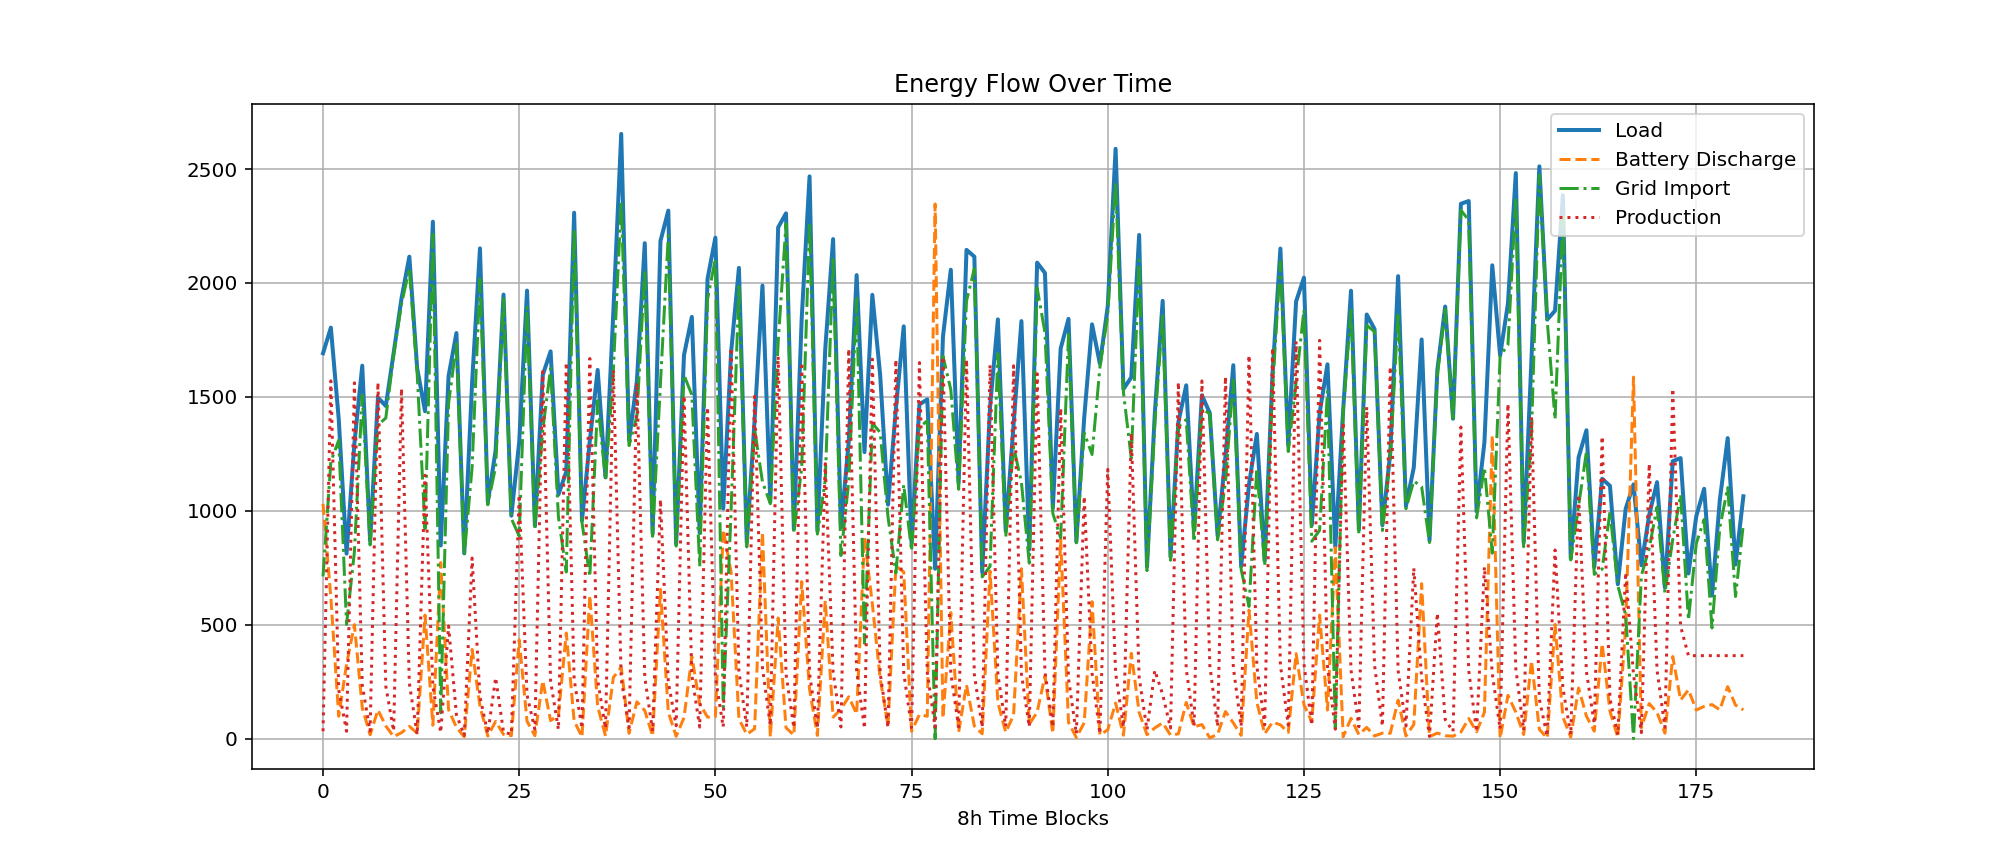 Energy Flow Over Time
2500
2000
1500
1000
500
0
Load
Battery Discharge
Grid Import
Production
0 25 50 75 100 125 150 175
8h Time Blocks